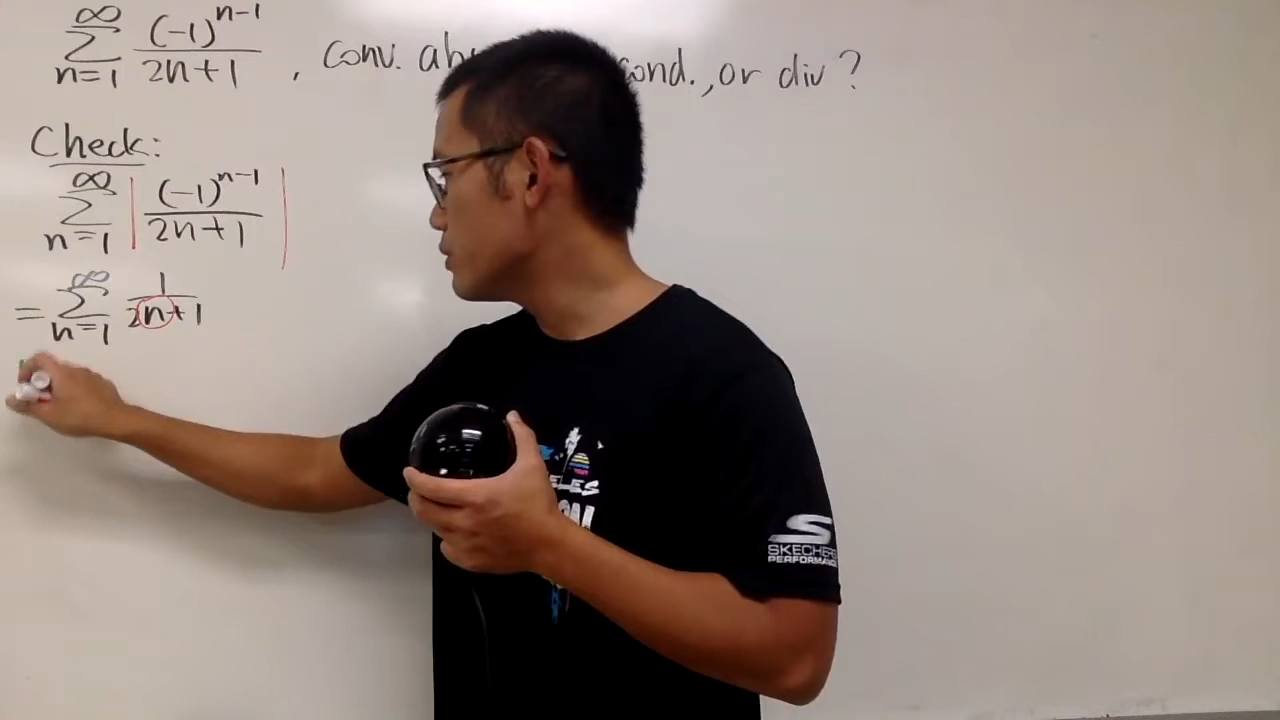 ∞ (-1)^{n-1}
Σ ───────── , conv. ab cond., or div?
n=1 2n+1
Check:
∞ | (-1)^{n-1} |
Σ | ───────── |
n=1 | 2n+1 |
∞ 1
= Σ ─────
n=1 2n+1
ELES
SKECHERS
PERFORMANCE